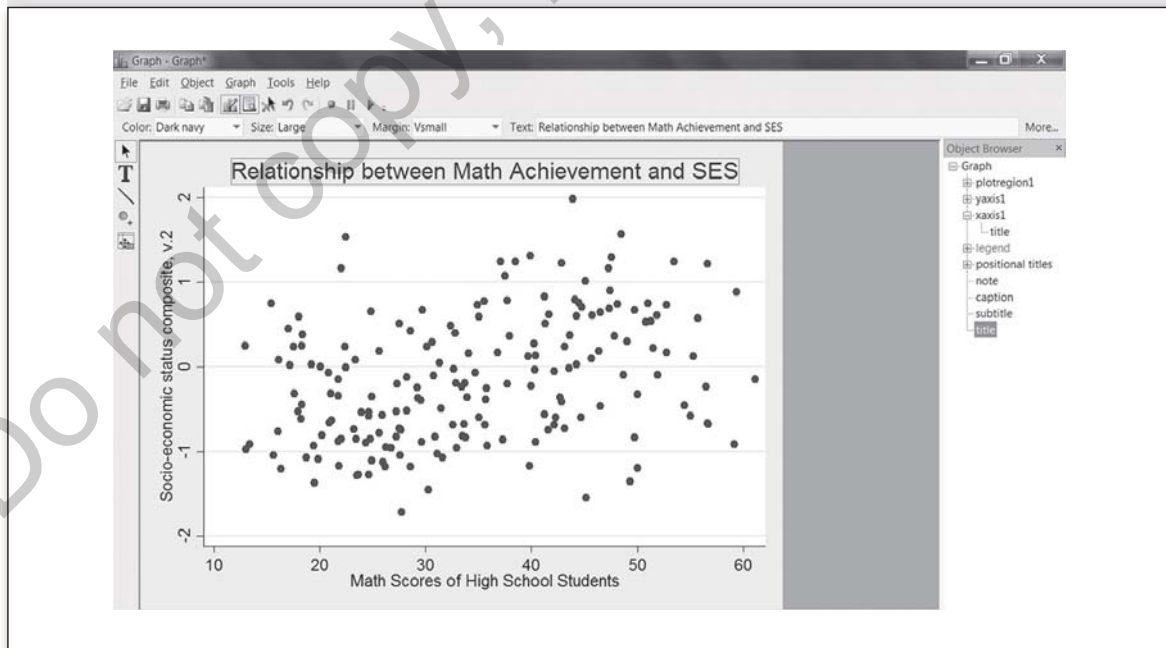 Graph - Graph*
File Edit Object Graph Tools Help
Color: Dark navy Size: Large Margin: Vsmall Text: Relationship between Math Achievement and SES More...
T
Relationship between Math Achievement and SES
Socio-economic status composite, v.2
2
1
0
-1
-2
10 20 30 40 50 60
Math Scores of High School Students
Object Browser
Graph
plotregion1
yaxis1
xaxis1
title
legend
positional titles
note
caption
subtitle
title
Do not copy,